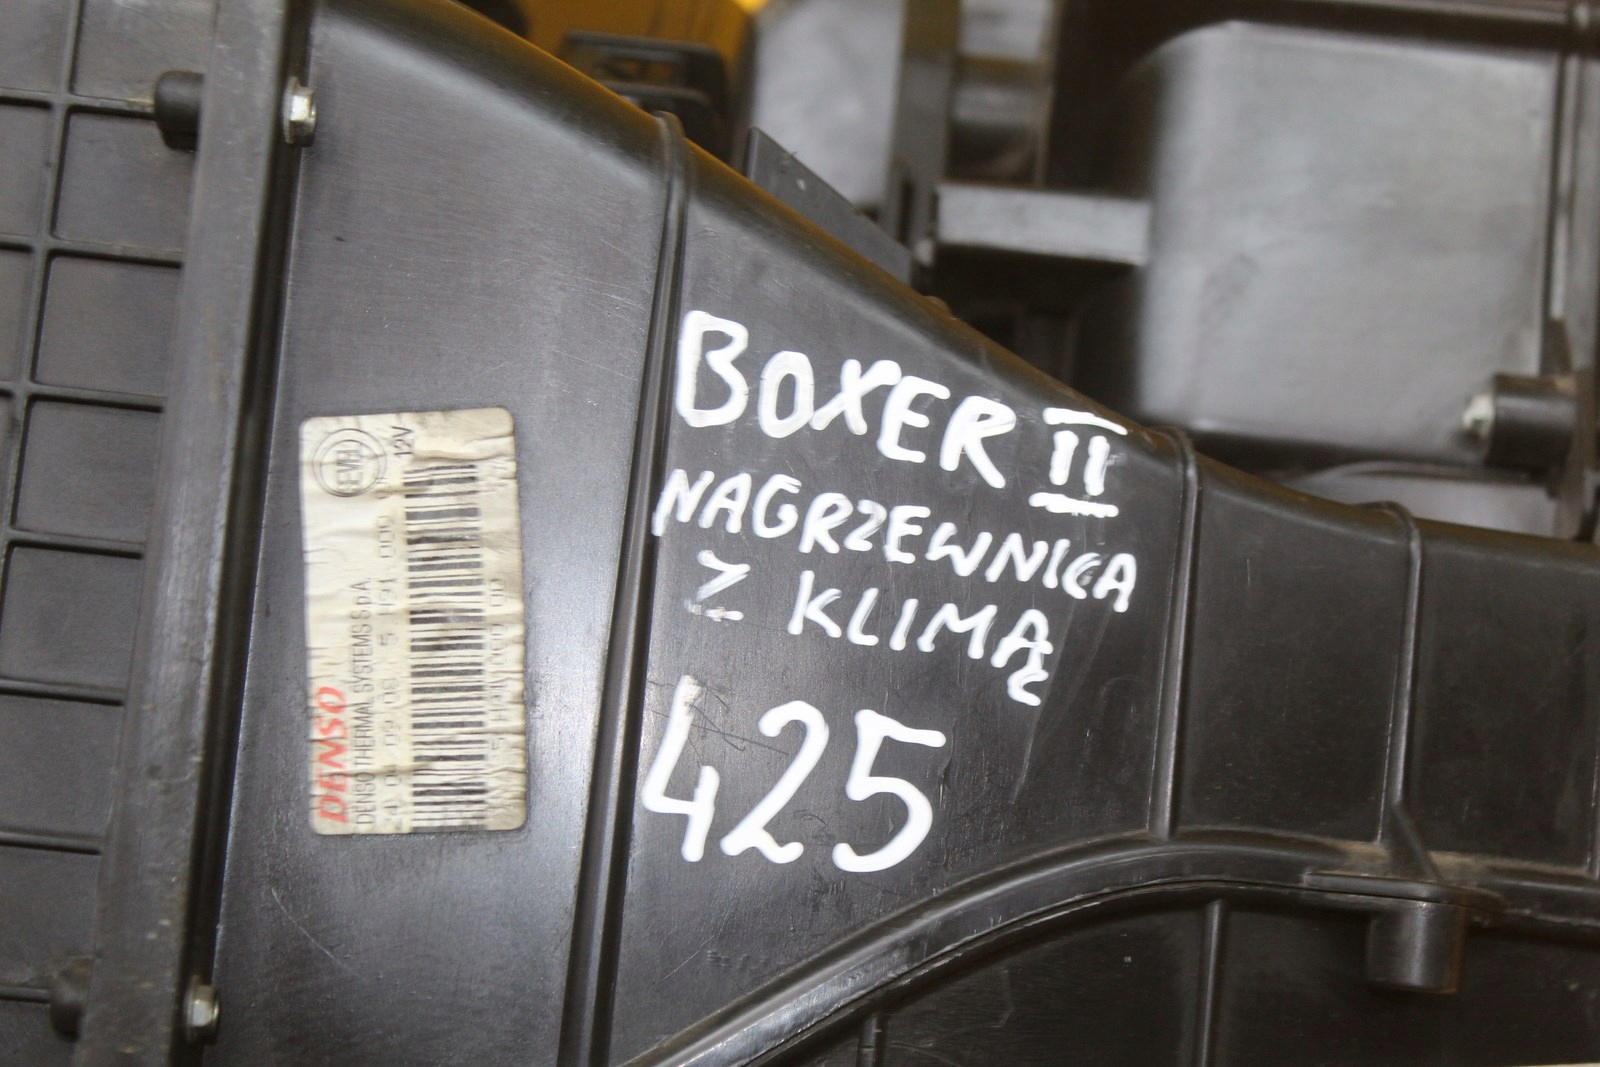 BOXER II
NAGRZEWNICA
Z KLIMĄ
425
DENSO
DENSO THERMAL SYSTEMS S.p.A.
12V